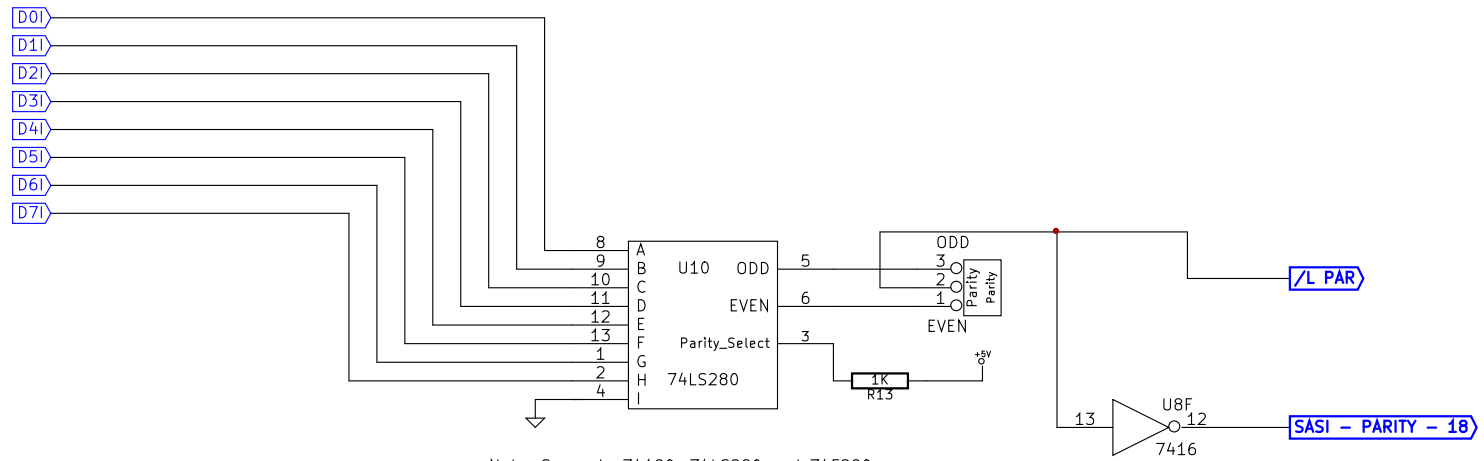 D0I
D1I
D2I
D3I
D4I
D5I
D6I
D7I
8 A
9 B
10 C
11 D
12 E
13 F
1 G
2 H
4 I
U10
ODD 5
EVEN 6
Parity_Select 3
74LS280
ODD
3
2
1
Parity
Parity
EVEN
+5V
1K
R13
/L PAR
13
U8F
12
7416
SASI - PARITY - 18